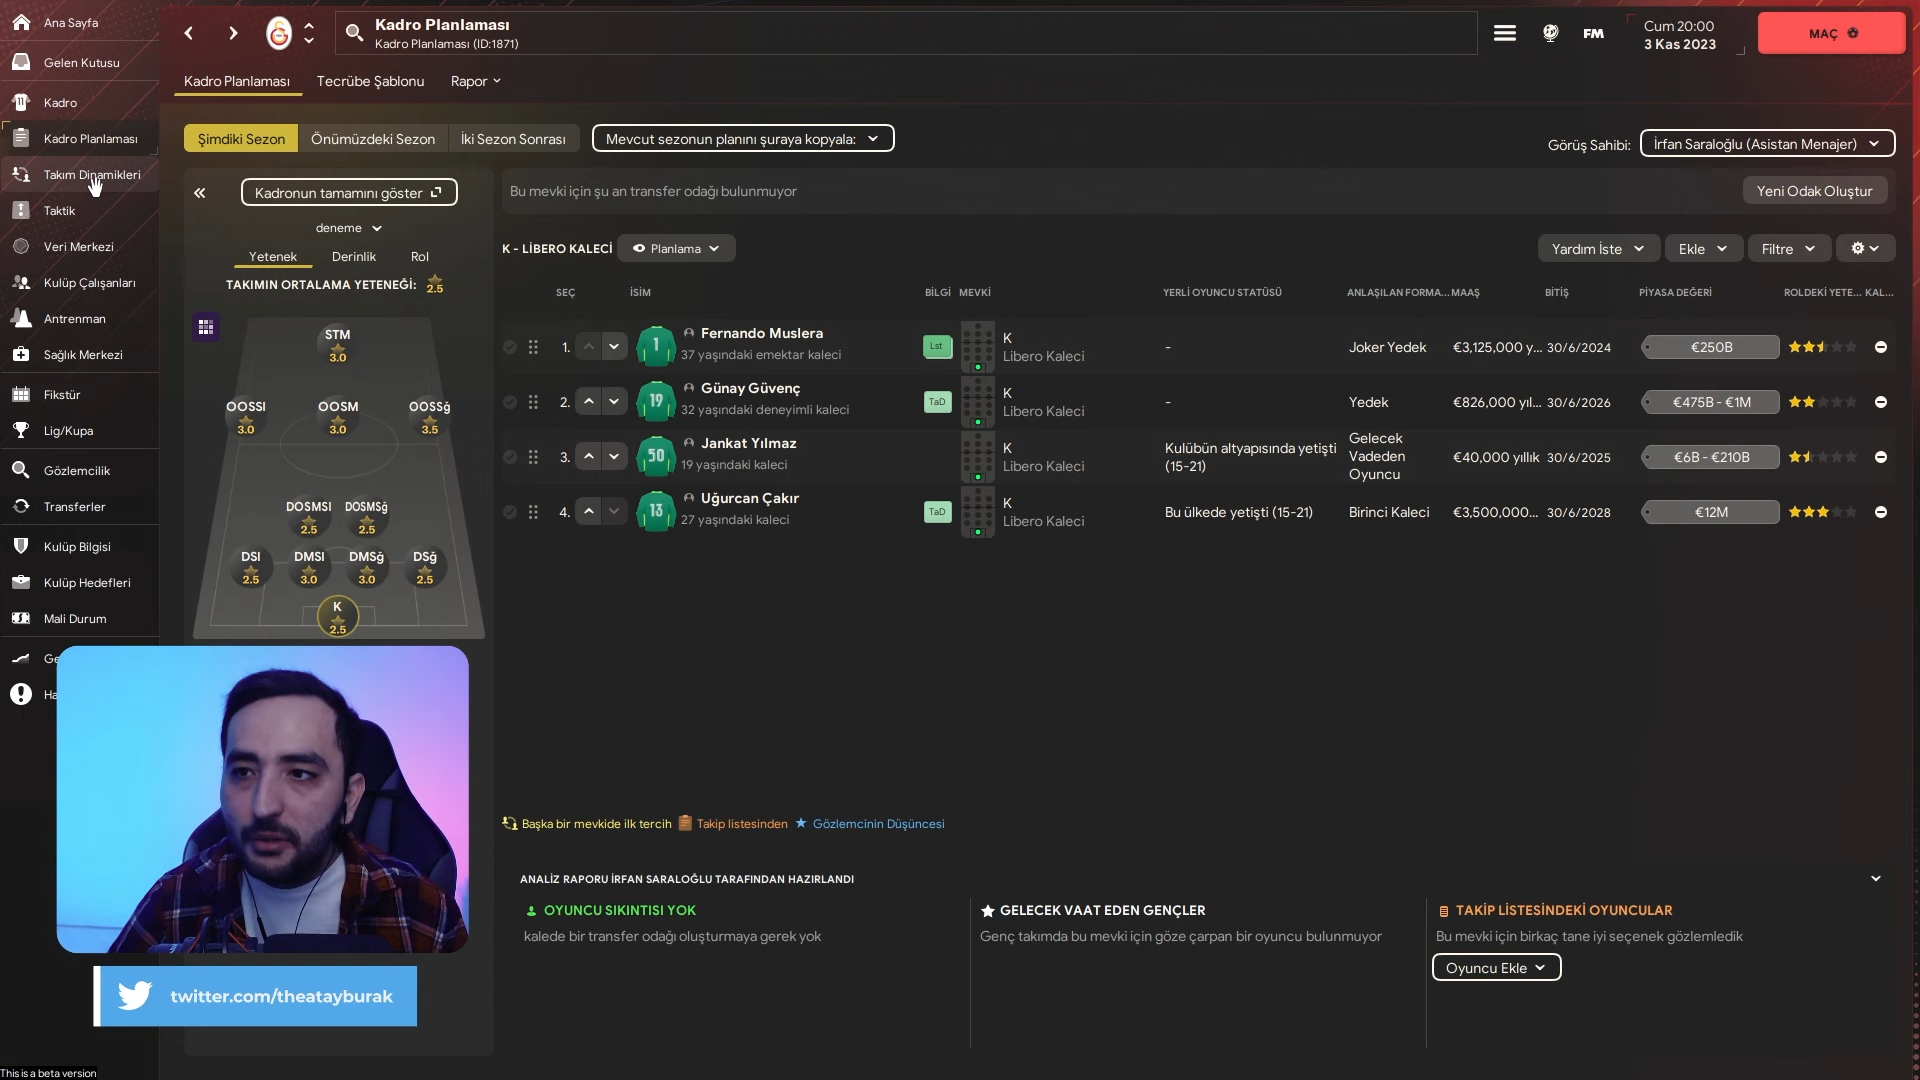 Ana Sayfa
Gelen Kutusu
Kadro
Kadro Planlaması
Takım Dinamikleri
Taktik
Veri Merkezi
Kulüp Çalışanları
Antrenman
Sağlık Merkezi
Fikstür
Lig/Kupa
Gözlemcilik
Transferler
Kulüp Bilgisi
Kulüp Hedefleri
Mali Durum
Ge
Ha
Kadro Planlaması
Kadro Planlaması (ID:1871)
FM
Cum 20:00
3 Kas 2023
MAÇ
Kadro Planlaması
Tecrübe Şablonu
Rapor
Şimdiki Sezon
Önümüzdeki Sezon
İki Sezon Sonrası
Mevcut sezonun planını şuraya kopyala:
Görüş Sahibi:
İrfan Saraloğlu (Asistan Menajer)
Kadronun tamamını göster
deneme
Yetenek
Derinlik
Rol
TAKIMIN ORTALAMA YETENEĞİ: 2.5
STM
3.0
OOSSI
3.0
OOSM
3.0
OOSSğ
3.5
DOSMSI
2.5
DOSMSğ
2.5
DSI
2.5
DMSI
3.0
DMSğ
3.0
DSğ
2.5
K
2.5
Bu mevki için şu an transfer odağı bulunmuyor
Yeni Odak Oluştur
K - LİBERO KALECİ
Planlama
Yardım İste
Ekle
Filtre
SEÇ
İSİM
BİLGİ
MEVKİ
YERLİ OYUNCU STATÜSÜ
ANLAŞILAN FORMA...
MAAŞ
BİTİŞ
PİYASA DEĞERİ
ROLDEKİ YETE...
KAL...
1.
1
Fernando Muslera
37 yaşındaki emektar kaleci
Lst
K
Libero Kaleci
-
Joker Yedek
€3,125,000 y...
30/6/2024
€250B
2.
19
Günay Güvenç
32 yaşındaki deneyimli kaleci
TaD
K
Libero Kaleci
-
Yedek
€826,000 yıl...
30/6/2026
€475B - €1M
3.
50
Jankat Yılmaz
19 yaşındaki kaleci
K
Libero Kaleci
Kulübün altyapısında yetişti
(15-21)
Gelecek
Vadeden
Oyuncu
€40,000 yıllık
30/6/2025
€6B - €210B
4.
13
Uğurcan Çakır
27 yaşındaki kaleci
TaD
K
Libero Kaleci
Bu ülkede yetişti (15-21)
Birinci Kaleci
€3,500,000...
30/6/2028
€12M
Başka bir mevkide ilk tercih
Takip listesinden
Gözlemcinin Düşüncesi
ANALİZ RAPORU İRFAN SARALOĞLU TARAFINDAN HAZIRLANDI
OYUNCU SIKINTISI YOK
kalede bir transfer odağı oluşturmaya gerek yok
GELECEK VAAT EDEN GENÇLER
Genç takımda bu mevki için göze çarpan bir oyuncu bulunmuyor
TAKİP LİSTESİNDEKİ OYUNCULAR
Bu mevki için birkaç tane iyi seçenek gözlemledik
Oyuncu Ekle
twitter.com/theatayburak
This is a beta version